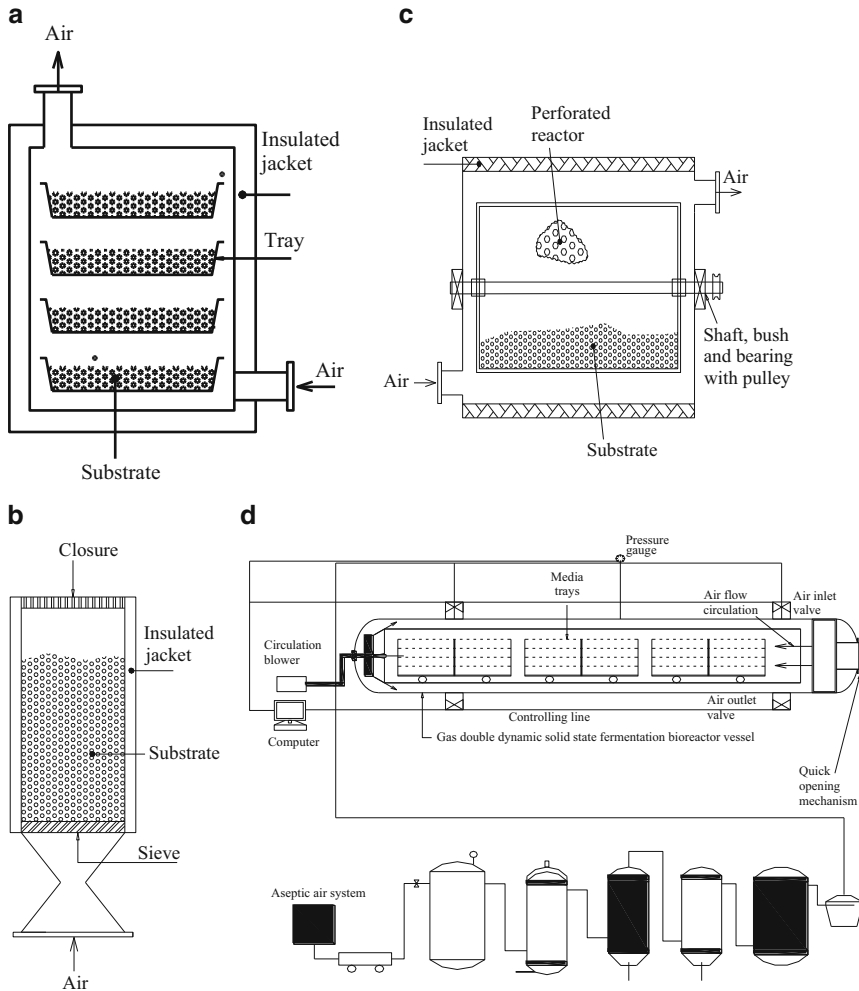 a
Air
Insulated
jacket
Tray
Air
Substrate
c
Perforated
reactor
Insulated
jacket
Air
Shaft, bush
and bearing
with pulley
Air
Substrate
b
Closure
Insulated
jacket
Substrate
Sieve
Air
d
Pressure
gauge
Media
trays
Air flow
circulation
Air inlet
valve
Circulation
blower
Computer
Controlling line
Air outlet
valve
Gas double dynamic solid state fermentation bioreactor vessel
Quick
opening
mechanism
Aseptic air system